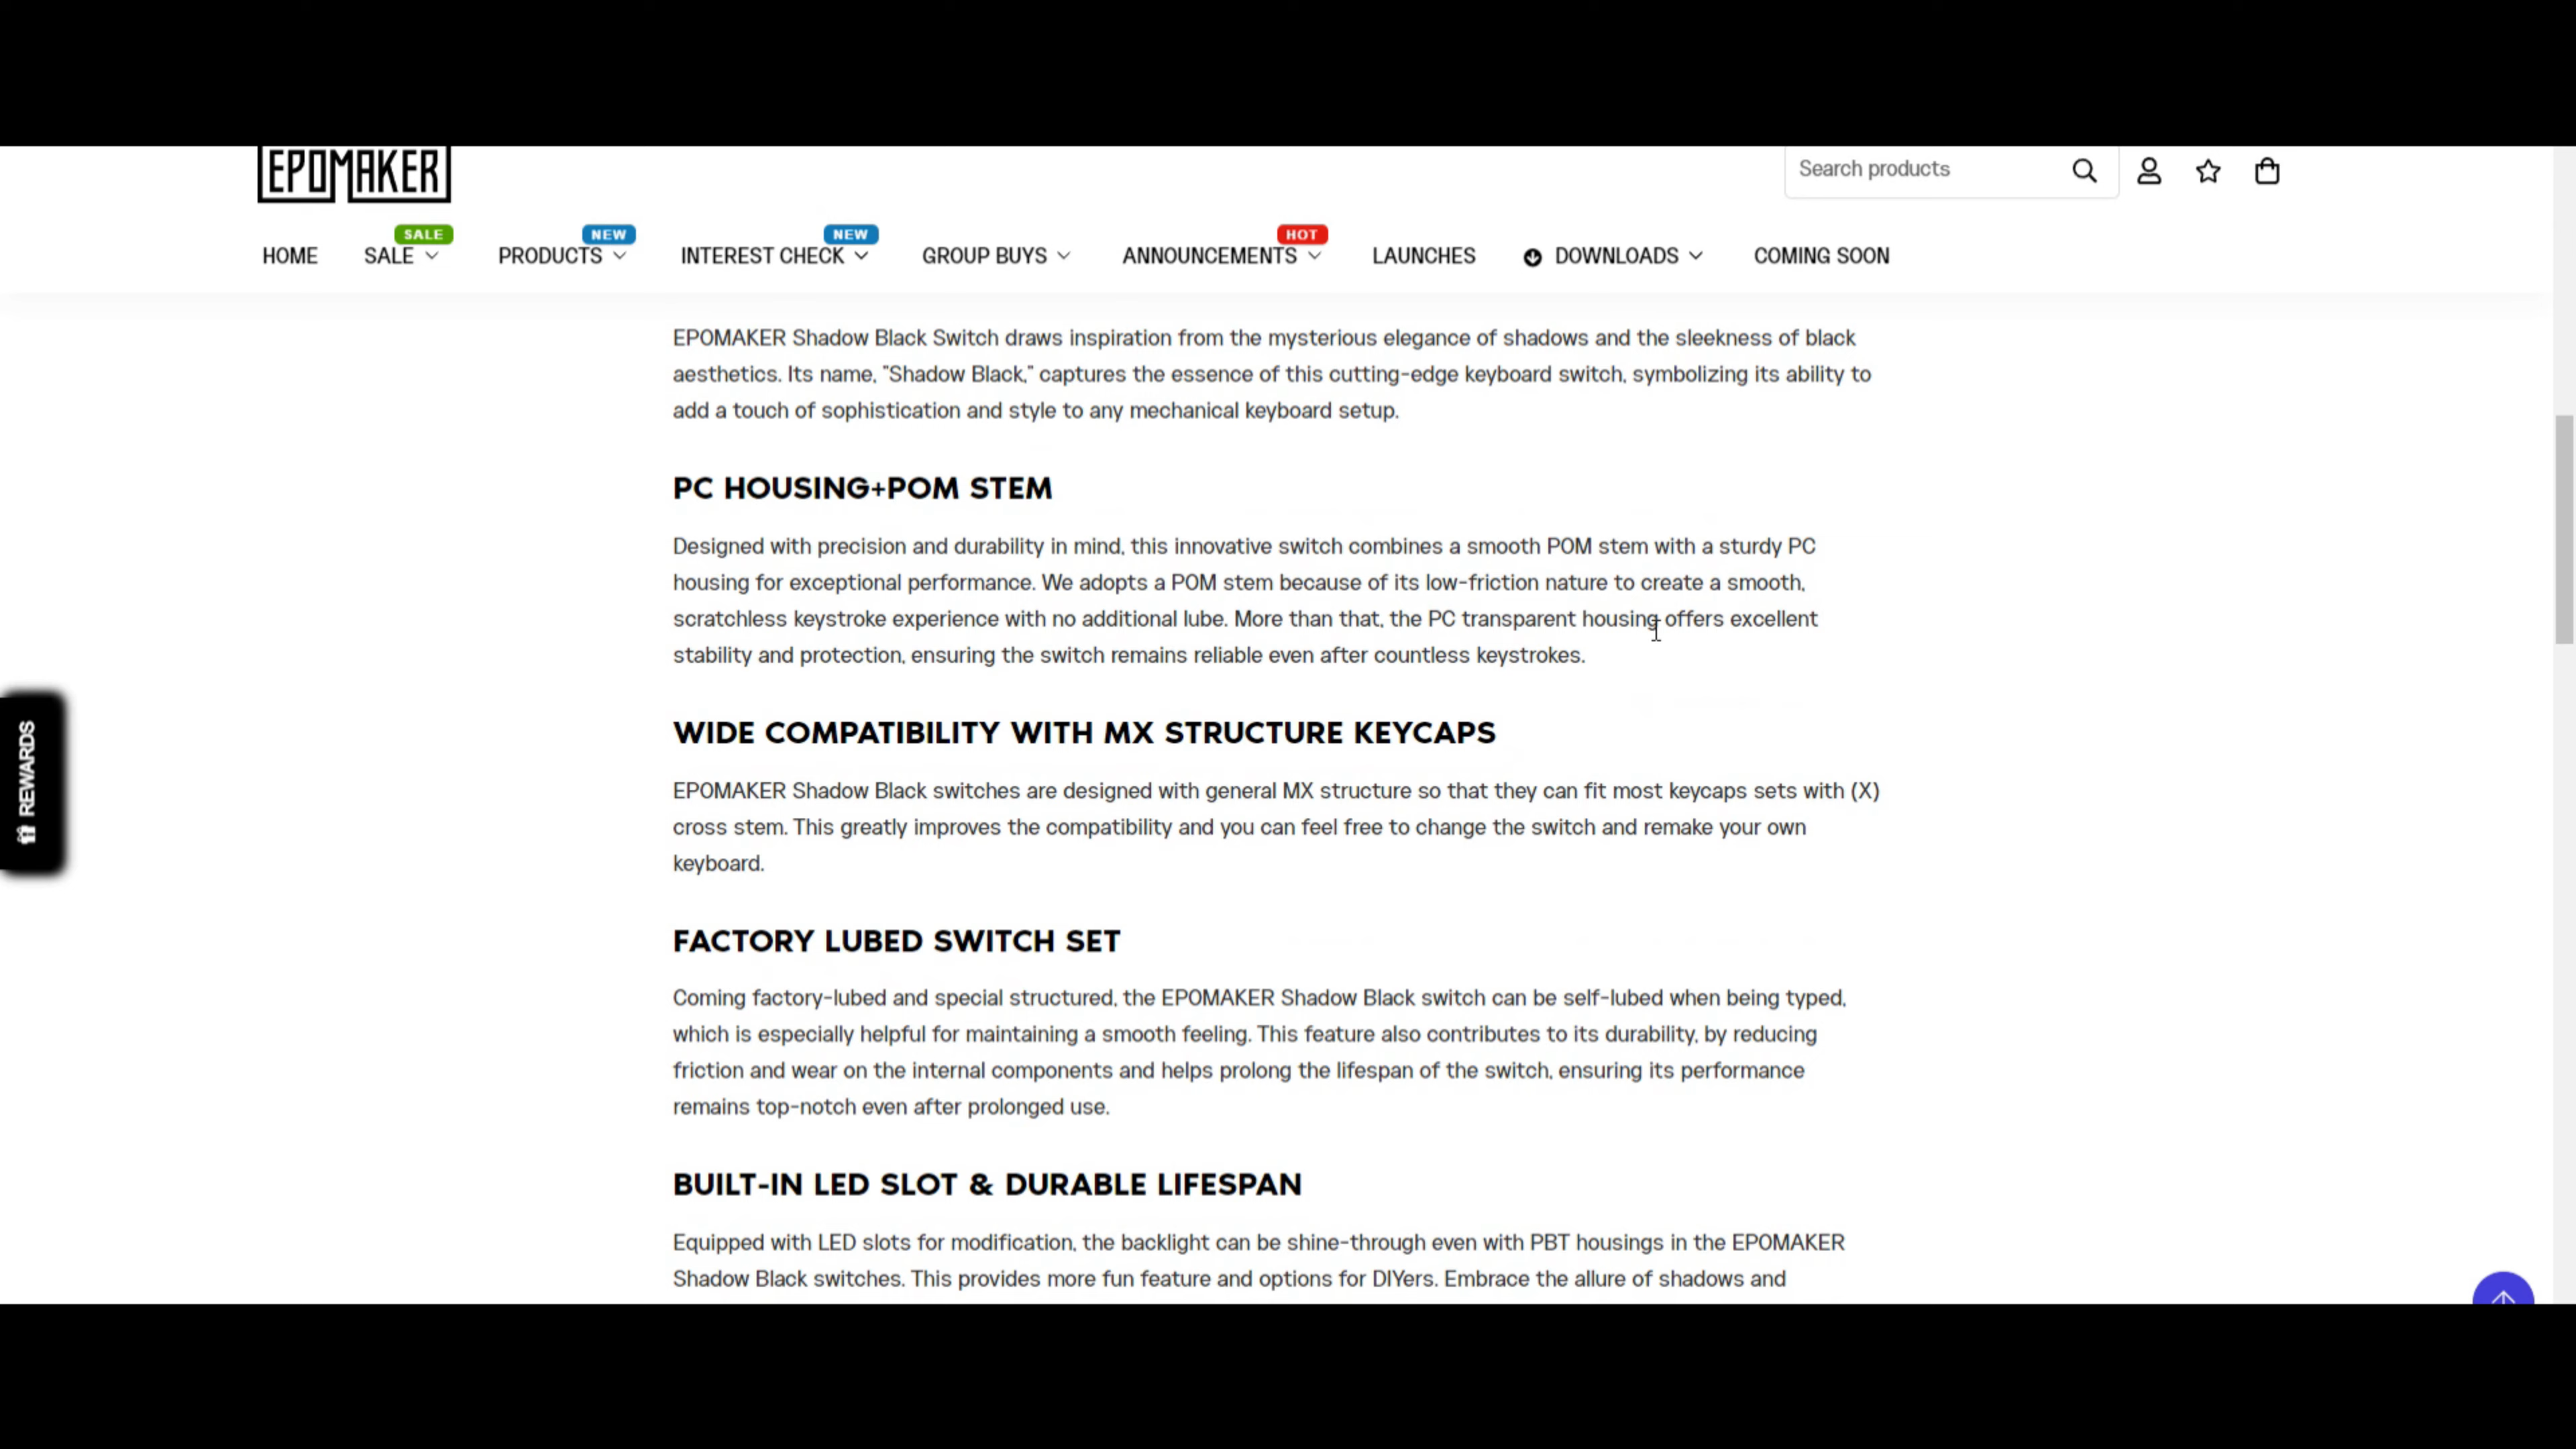 EPOMAKER
Search products
SALE
NEW
NEW
HOT
HOME
SALE
PRODUCTS
INTEREST CHECK
GROUP BUYS
ANNOUNCEMENTS
LAUNCHES
DOWNLOADS
COMING SOON
EPOMAKER Shadow Black Switch draws inspiration from the mysterious elegance of shadows and the sleekness of black
aesthetics. Its name, "Shadow Black," captures the essence of this cutting-edge keyboard switch, symbolizing its ability to
add a touch of sophistication and style to any mechanical keyboard setup.
PC HOUSING+POM STEM
Designed with precision and durability in mind, this innovative switch combines a smooth POM stem with a sturdy PC
housing for exceptional performance. We adopts a POM stem because of its low-friction nature to create a smooth,
scratchless keystroke experience with no additional lube. More than that, the PC transparent housing offers excellent
stability and protection, ensuring the switch remains reliable even after countless keystrokes.
REWARDS
WIDE COMPATIBILITY WITH MX STRUCTURE KEYCAPS
EPOMAKER Shadow Black switches are designed with general MX structure so that they can fit most keycaps sets with (X)
cross stem. This greatly improves the compatibility and you can feel free to change the switch and remake your own
keyboard.
FACTORY LUBED SWITCH SET
Coming factory-lubed and special structured, the EPOMAKER Shadow Black switch can be self-lubed when being typed,
which is especially helpful for maintaining a smooth feeling. This feature also contributes to its durability, by reducing
friction and wear on the internal components and helps prolong the lifespan of the switch, ensuring its performance
remains top-notch even after prolonged use.
BUILT-IN LED SLOT & DURABLE LIFESPAN
Equipped with LED slots for modification, the backlight can be shine-through even with PBT housings in the EPOMAKER
Shadow Black switches. This provides more fun feature and options for DIYers. Embrace the allure of shadows and